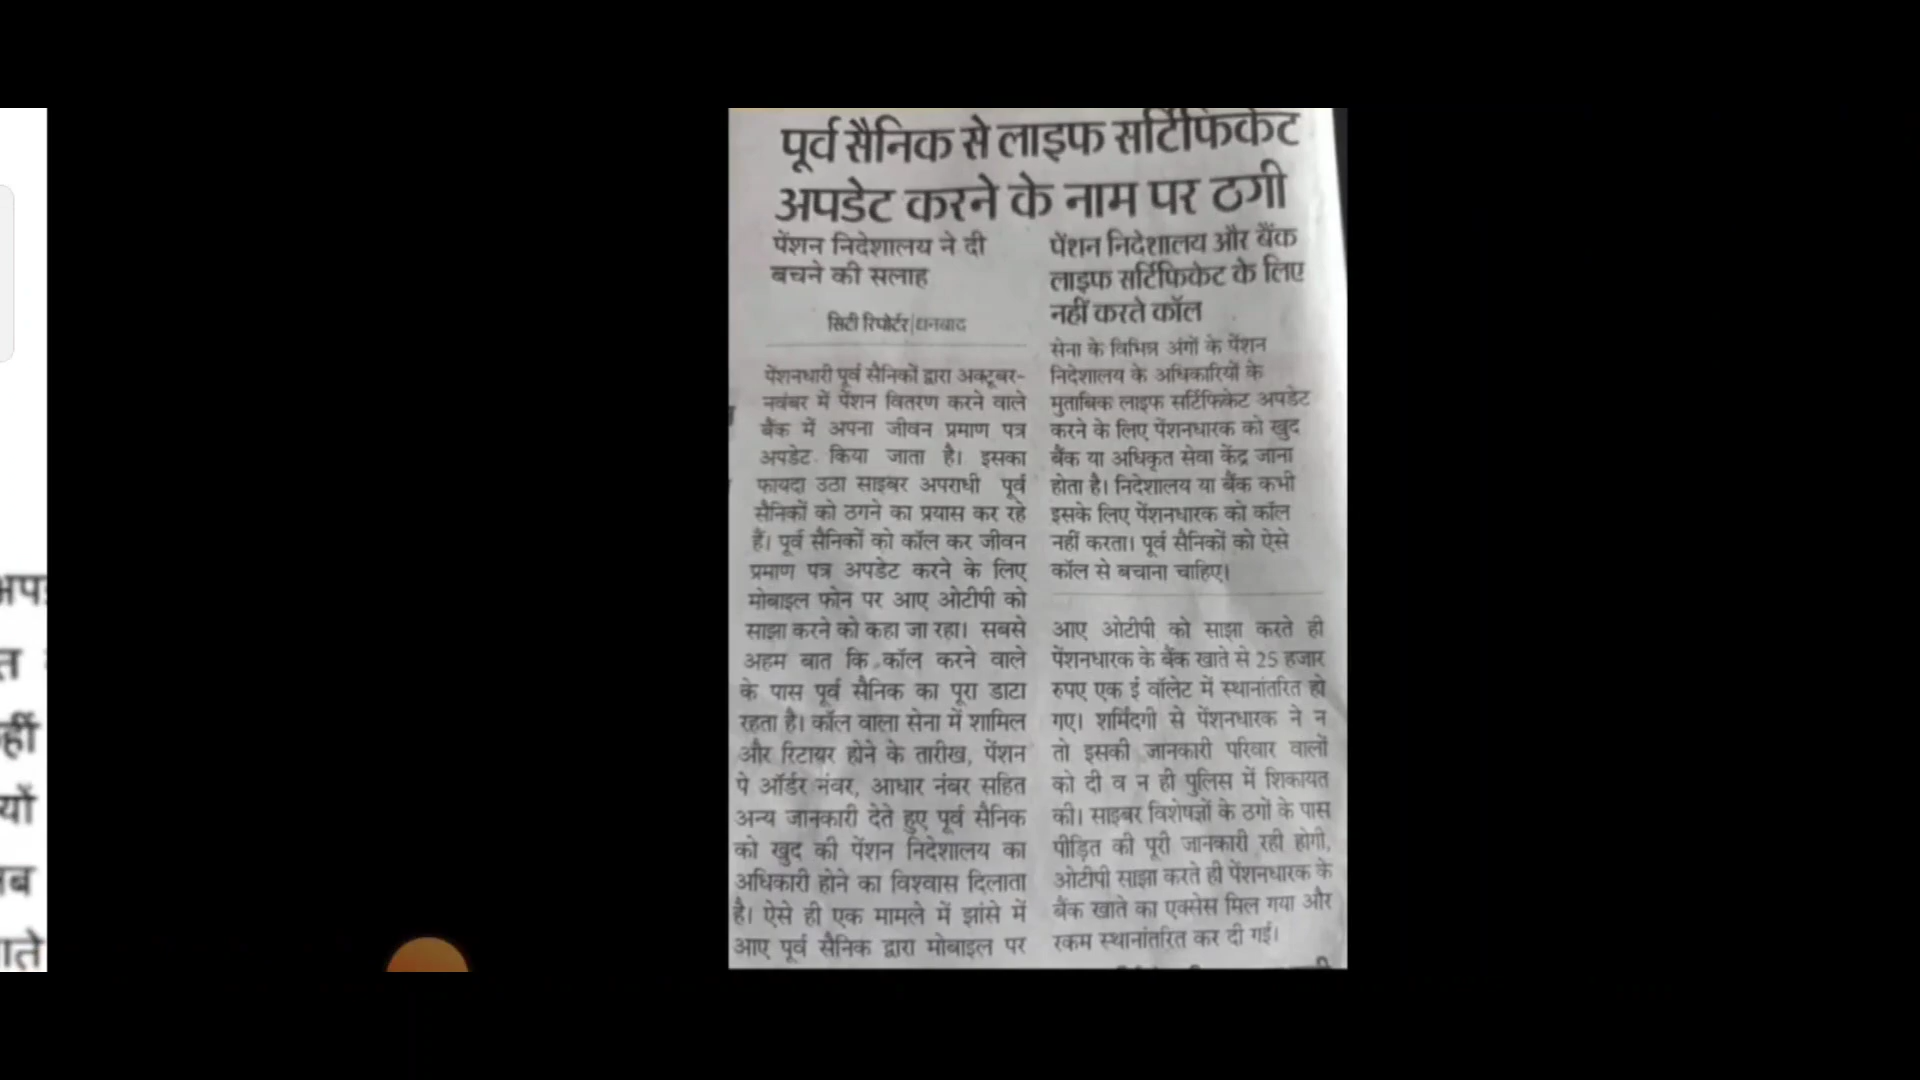 पूर्व सैनिक से लाइफ सर्टिफिकेट
अपडेट करने के नाम पर ठगी
पेंशन निदेशालय ने दी
बचने की सलाह
सिटी रिपोर्टर|धनबाद
पेंशनधारी पूर्व सैनिकों द्वारा अक्टूबर-
नवंबर में पेंशन वितरण करने वाले
बैंक में अपना जीवन प्रमाण पत्र
अपडेट किया जाता है। इसका
फायदा उठा साइबर अपराधी पूर्व
सैनिकों को ठगने का प्रयास कर रहे
हैं। पूर्व सैनिकों को कॉल कर जीवन
प्रमाण पत्र अपडेट करने के लिए
मोबाइल फोन पर आए ओटीपी को
साझा करने को कहा जा रहा। सबसे
अहम बात कि कॉल करने वाले
के पास पूर्व सैनिक का पूरा डाटा
रहता है। कॉल वाला सेना में शामिल
और रिटायर होने के तारीख, पेंशन
पे ऑर्डर नंबर, आधार नंबर सहित
अन्य जानकारी देते हुए पूर्व सैनिक
को खुद की पेंशन निदेशालय का
अधिकारी होने का विश्वास दिलाता
है। ऐसे ही एक मामले में झांसे में
आए पूर्व सैनिक द्वारा मोबाइल पर
पेंशन निदेशालय और बैंक
लाइफ सर्टिफिकेट के लिए
नहीं करते कॉल
सेना के विभिन्न अंगों के पेंशन
निदेशालय के अधिकारियों के
मुताबिक लाइफ सर्टिफिकेट अपडेट
करने के लिए पेंशनधारक को खुद
बैंक या अधिकृत सेवा केंद्र जाना
होता है। निदेशालय या बैंक कभी
इसके लिए पेंशनधारक को कॉल
नहीं करता। पूर्व सैनिकों को ऐसे
कॉल से बचाना चाहिए।
आए ओटीपी को साझा करते ही
पेंशनधारक के बैंक खाते से 25 हजार
रुपए एक ई वॉलेट में स्थानांतरित हो
गए। शर्मिंदगी से पेंशनधारक ने न
तो इसकी जानकारी परिवार वालों
को दी व न ही पुलिस में शिकायत
की। साइबर विशेषज्ञों के ठगों के पास
पीड़ित की पूरी जानकारी रही होगी,
ओटीपी साझा करते ही पेंशनधारक के
बैंक खाते का एक्सेस मिल गया और
रकम स्थानांतरित कर दी गई।